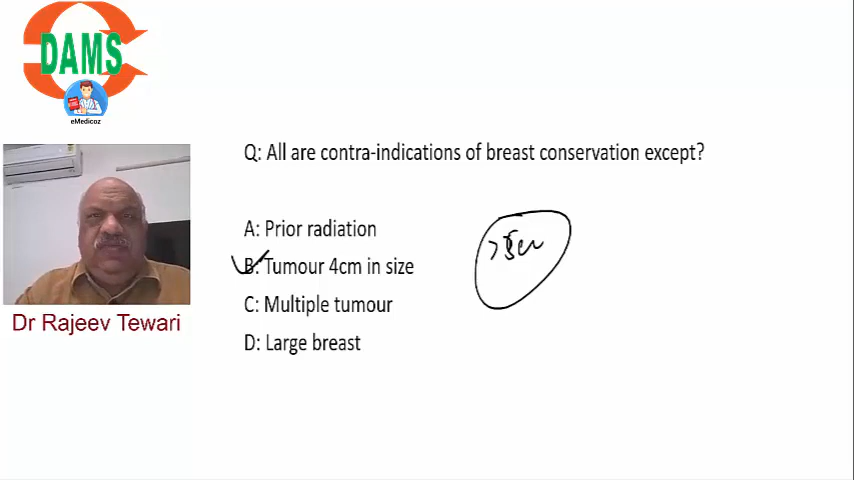 DAMS
eMedicoz
Q: All are contra-indications of breast conservation except?
A: Prior radiation
B: Tumour 4cm in size
C: Multiple tumour
D: Large breast
Dr Rajeev Tewari